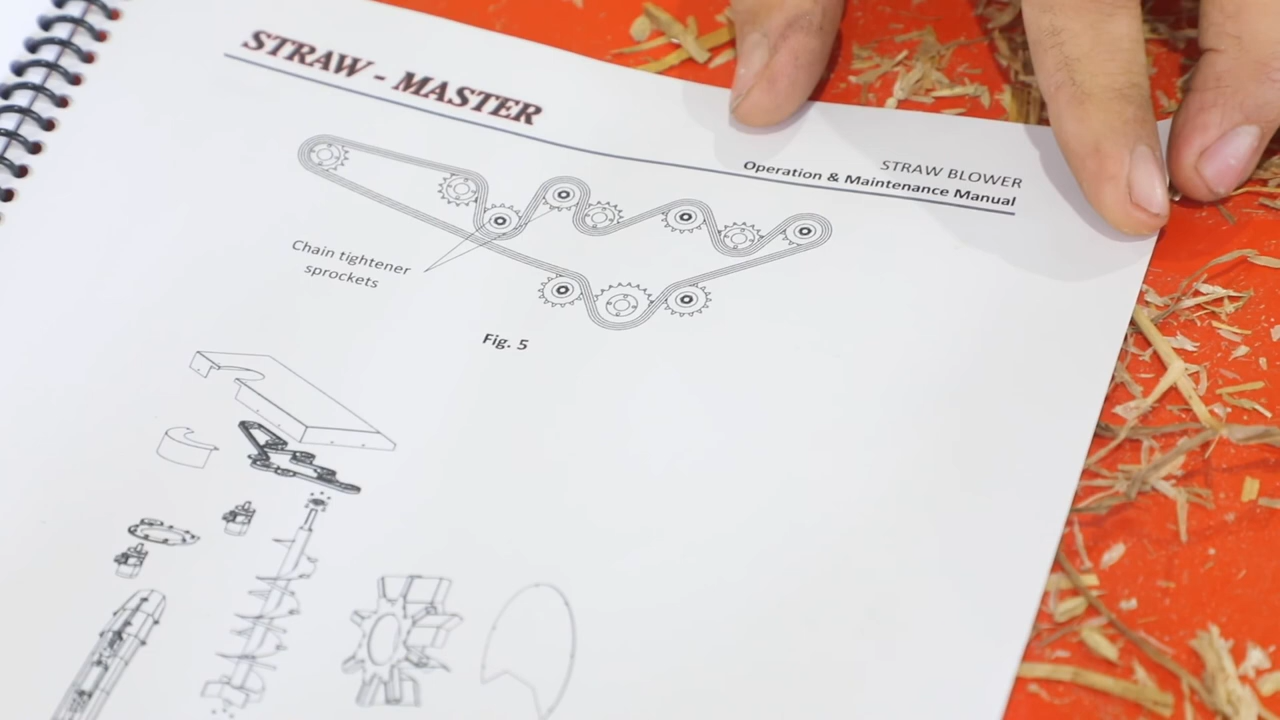 STRAW - MASTER
STRAW BLOWER
Operation & Maintenance Manual
Chain tightener
sprockets
Fig. 5